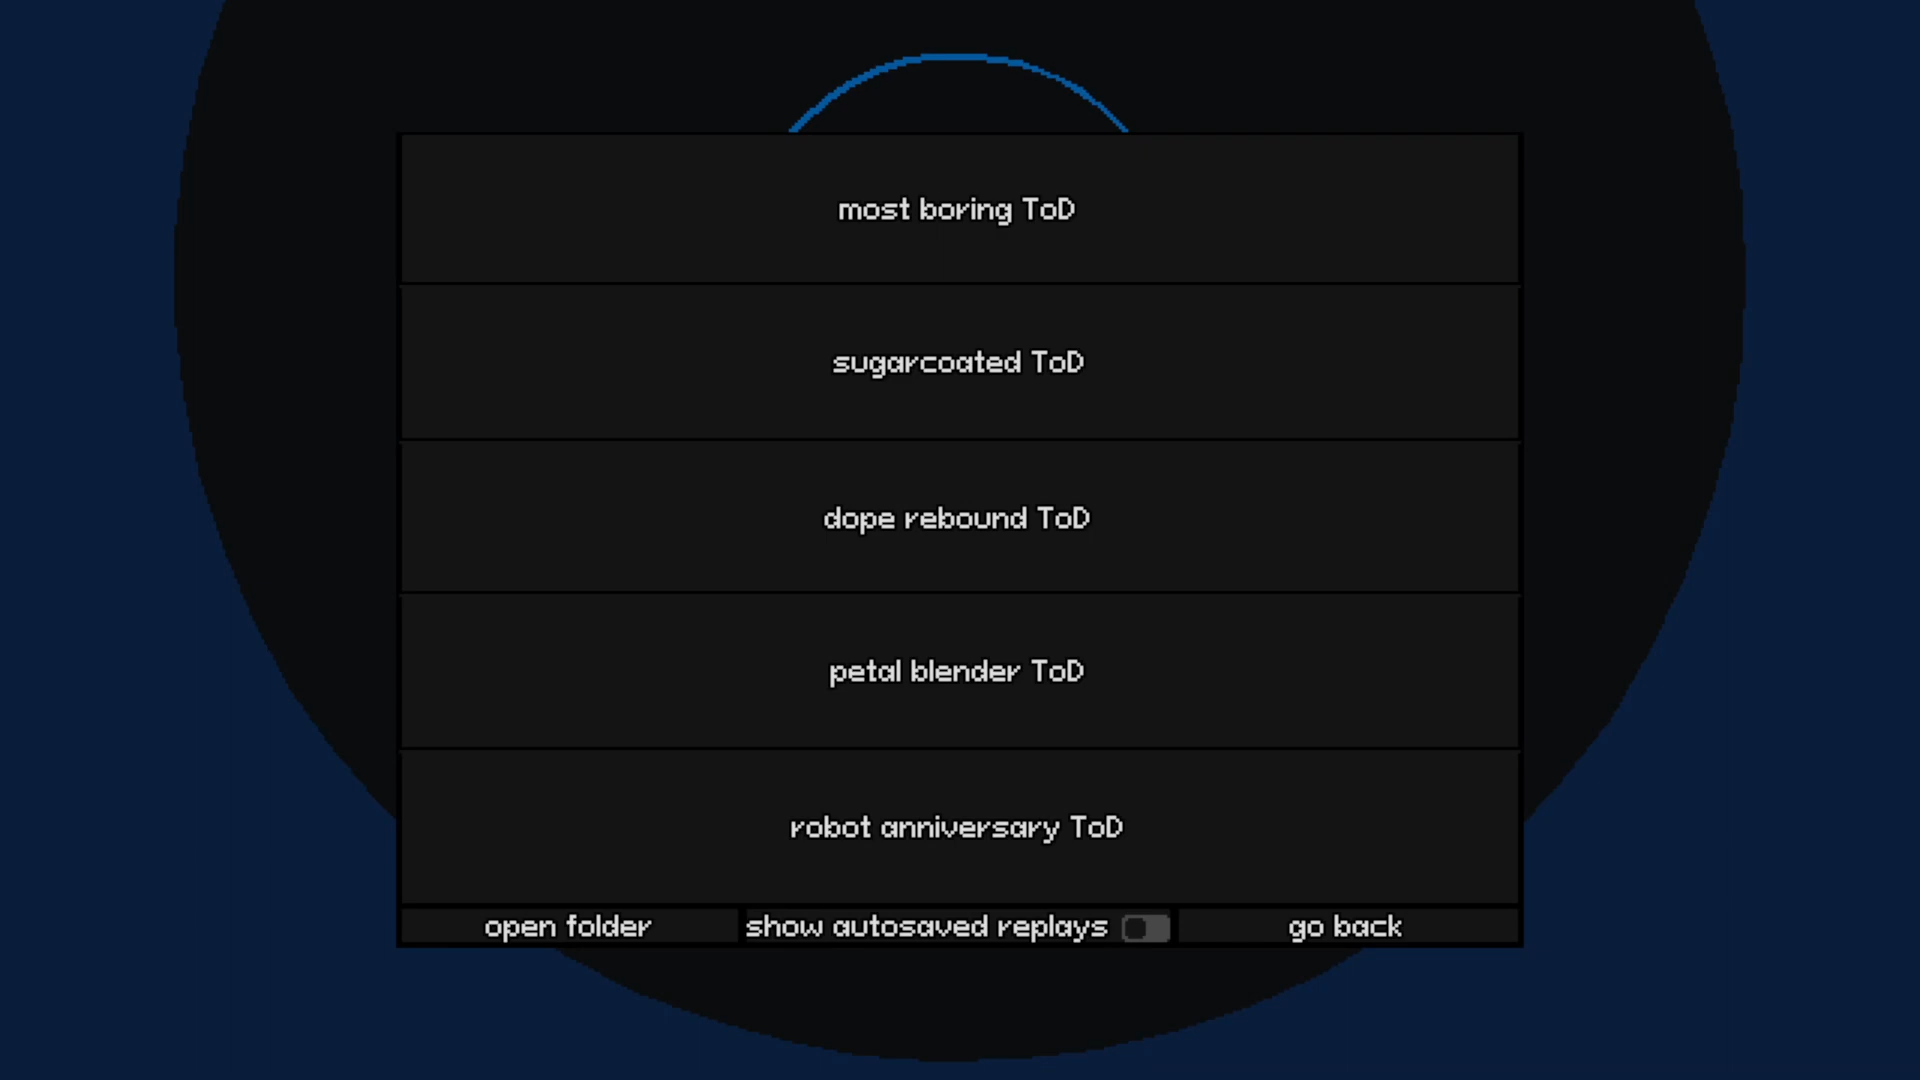 most boring ToD
sugarcoated ToD
dope rebound ToD
petal blender ToD
robot anniversary ToD
open folder
show autosaved replays
go back